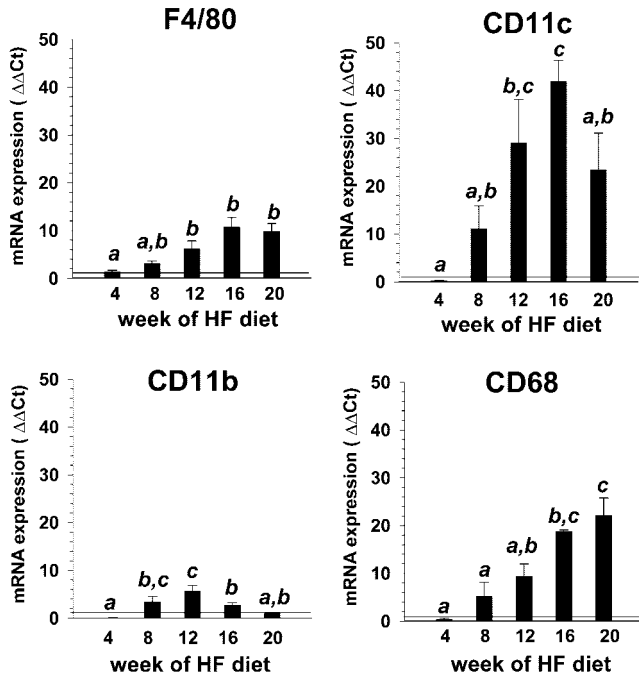 F4/80
mRNA expression ( ΔΔCt)
50
40
30
20
10
0
a
a,b
b
b
b
4 8 12 16 20
week of HF diet
CD11c
mRNA expression ( ΔΔCt)
50
40
30
20
10
0
a
a,b
b,c
c
a,b
4 8 12 16 20
week of HF diet
CD11b
mRNA expression ( ΔΔCt)
50
40
30
20
10
0
a
b,c
c
b
a,b
4 8 12 16 20
week of HF diet
CD68
mRNA expression ( ΔΔCt)
50
40
30
20
10
0
a
a
a,b
b,c
c
4 8 12 16 20
week of HF diet